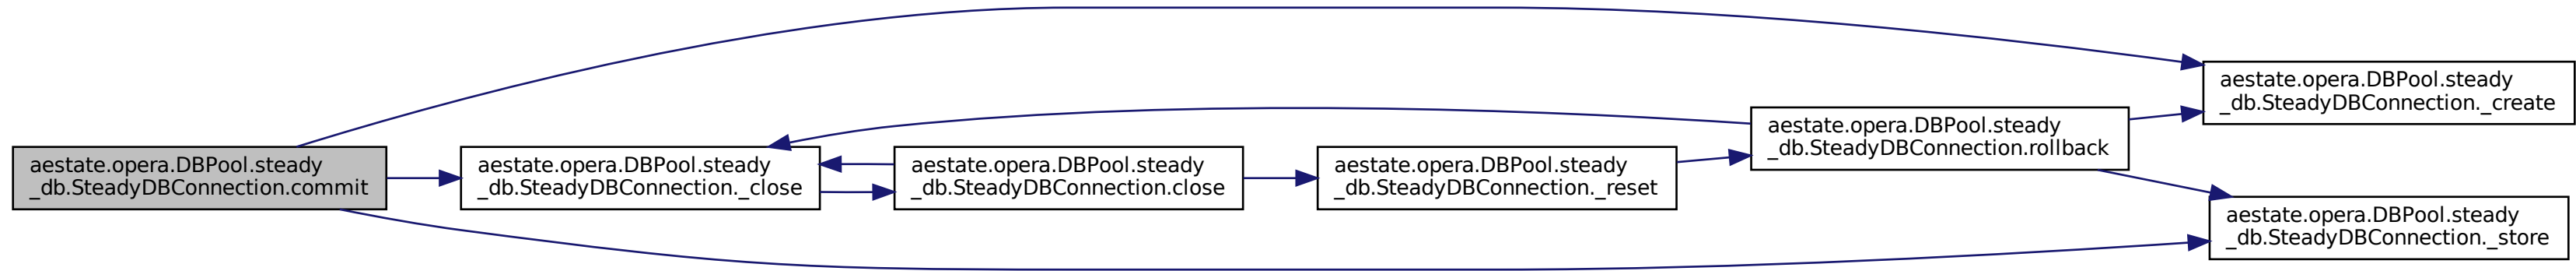 aestate.opera.DBPool.steady
_db.SteadyDBConnection.commit
aestate.opera.DBPool.steady
_db.SteadyDBConnection._close
aestate.opera.DBPool.steady
_db.SteadyDBConnection.close
aestate.opera.DBPool.steady
_db.SteadyDBConnection._reset
aestate.opera.DBPool.steady
_db.SteadyDBConnection.rollback
aestate.opera.DBPool.steady
_db.SteadyDBConnection._create
aestate.opera.DBPool.steady
_db.SteadyDBConnection._store